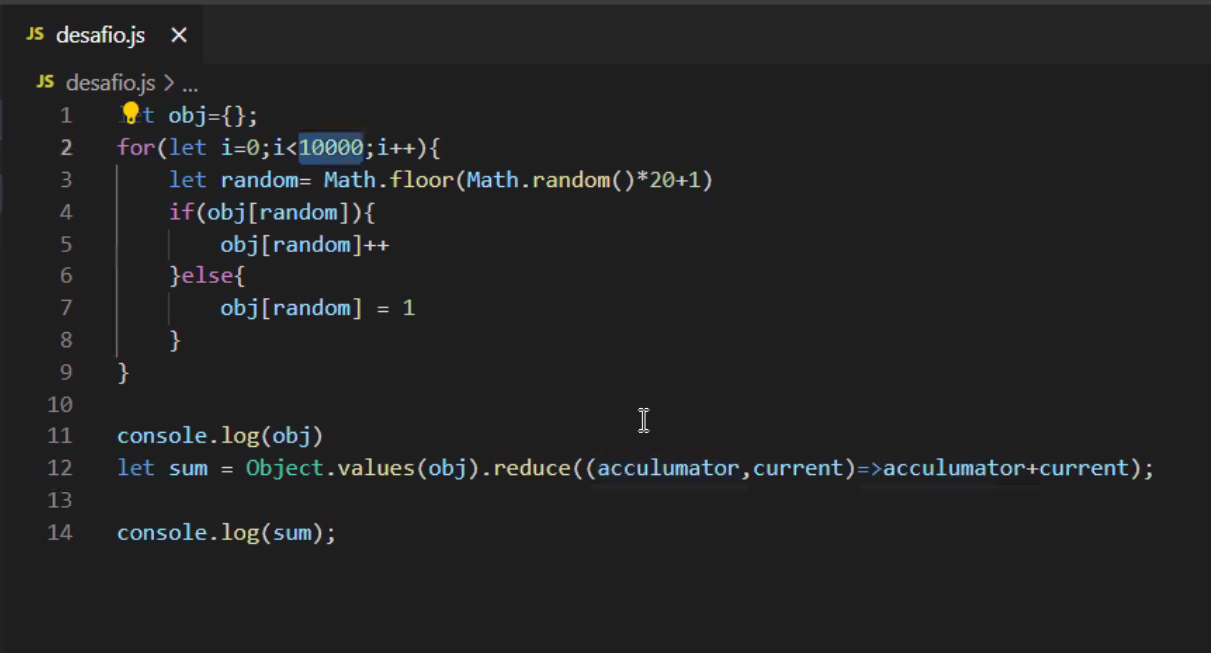 JS desafio.js ×
JS desafio.js > ...
1 t obj={};
2 for(let i=0;i<10000;i++){
3 let random= Math.floor(Math.random()*20+1)
4 if(obj[random]){
5 obj[random]++
6 }else{
7 obj[random] = 1
8 }
9 }
10
11 console.log(obj)
12 let sum = Object.values(obj).reduce((acculumator,current)=>acculumator+current);
13
14 console.log(sum);